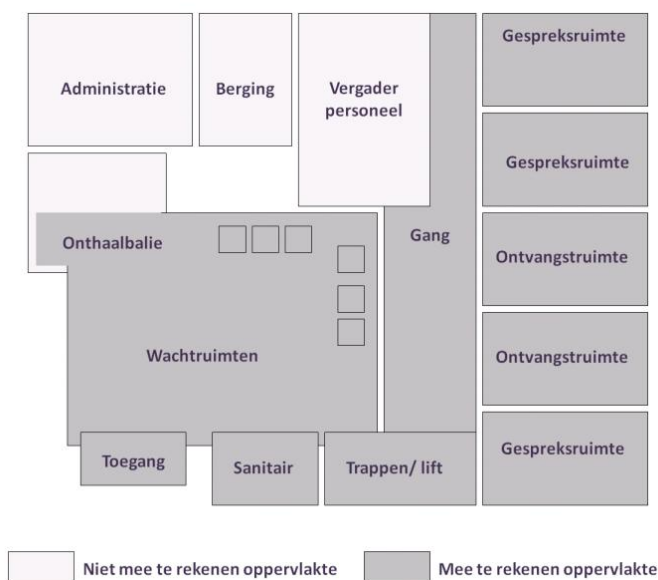 Administratie
Berging
Vergader
personeel
Gespreksruimte
Gespreksruimte
Onthaalbalie
Gang
Ontvangstruimte
Wachtruimten
Ontvangstruimte
Toegang
Sanitair
Trappen/ lift
Gespreksruimte
Niet mee te rekenen oppervlakte
Mee te rekenen oppervlakte